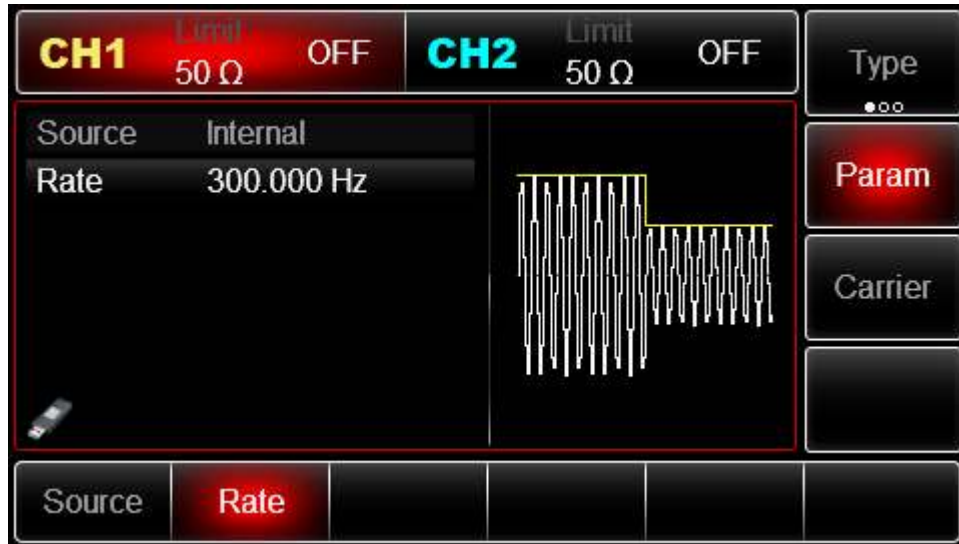 CH1 Limit 50 Ω OFF
CH2 Limit 50 Ω OFF
Type
Source Internal
Rate 300.000 Hz
Param
Carrier
Source Rate